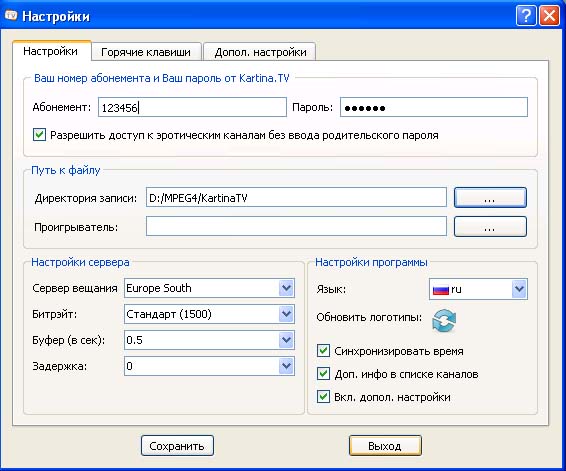 TV Настройки
Настройки Горячие клавиши Допол. настройки
Ваш номер абонемента и Ваш пароль от Kartina.TV
Абонемент: 123456 Пароль: ●●●●●●
Разрешить доступ к эротическим каналам без ввода родительского пароля
Путь к файлу
Директория записи: D:/MPEG4/KartinaTV ...
Проигрыватель: ...
Настройки сервера
Сервер вещания Europe South
Битрэйт: Стандарт (1500)
Буфер (в сек): 0.5
Задержка: 0
Настройки программы
Язык: ru
Обновить логотипы:
Синхронизировать время
Доп. инфо в списке каналов
Вкл. допол. настройки
Сохранить Выход